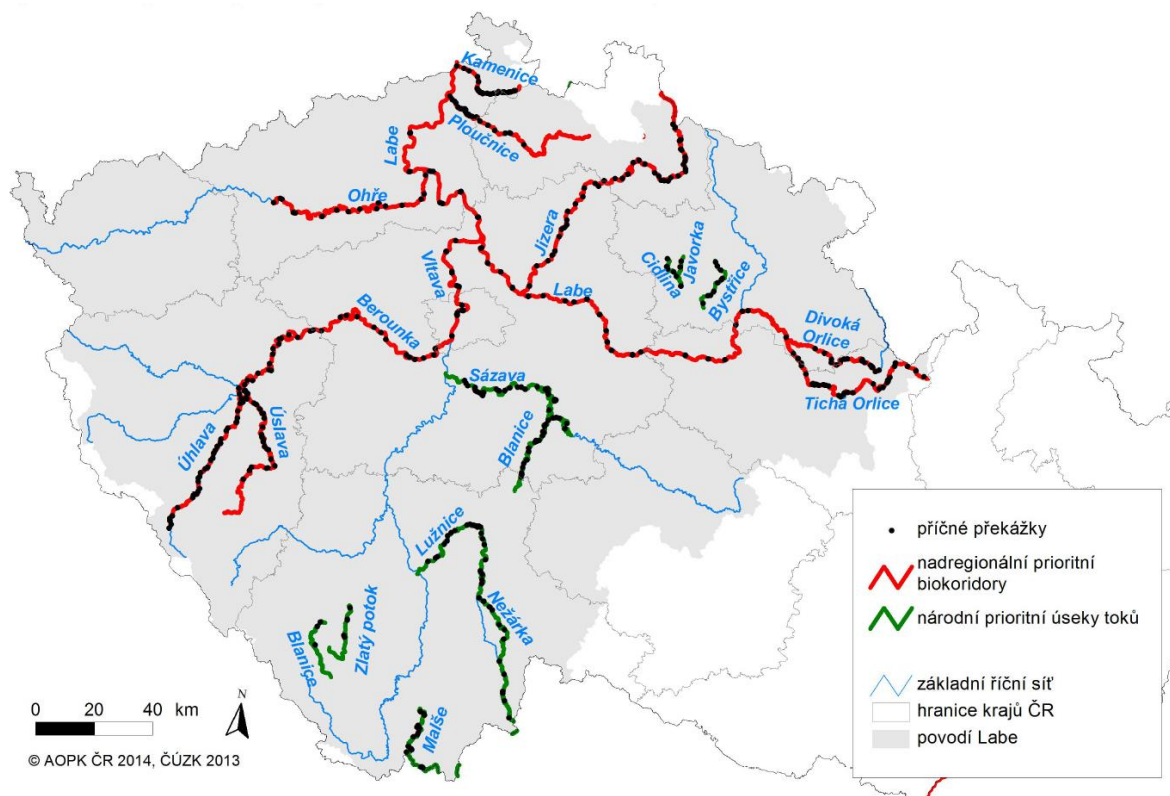 Kamenice
Ploučnice
Labe
Ohře
Jizera
Vltava
Cidlina
Javorka
Bystřice
Labe
Berounka
Divoká
Orlice
Tichá Orlice
Sázava
Úhlava
Úslava
Blanice
Lužnice
Nežárka
Blanice
Zlatý potok
Malše
příčné překážky
nadregionální prioritní
biokoridory
národní prioritní úseky toků
základní říční síť
hranice krajů ČR
povodí Labe
N
0 20 40 km
© AOPK ČR 2014, ČÚZK 2013